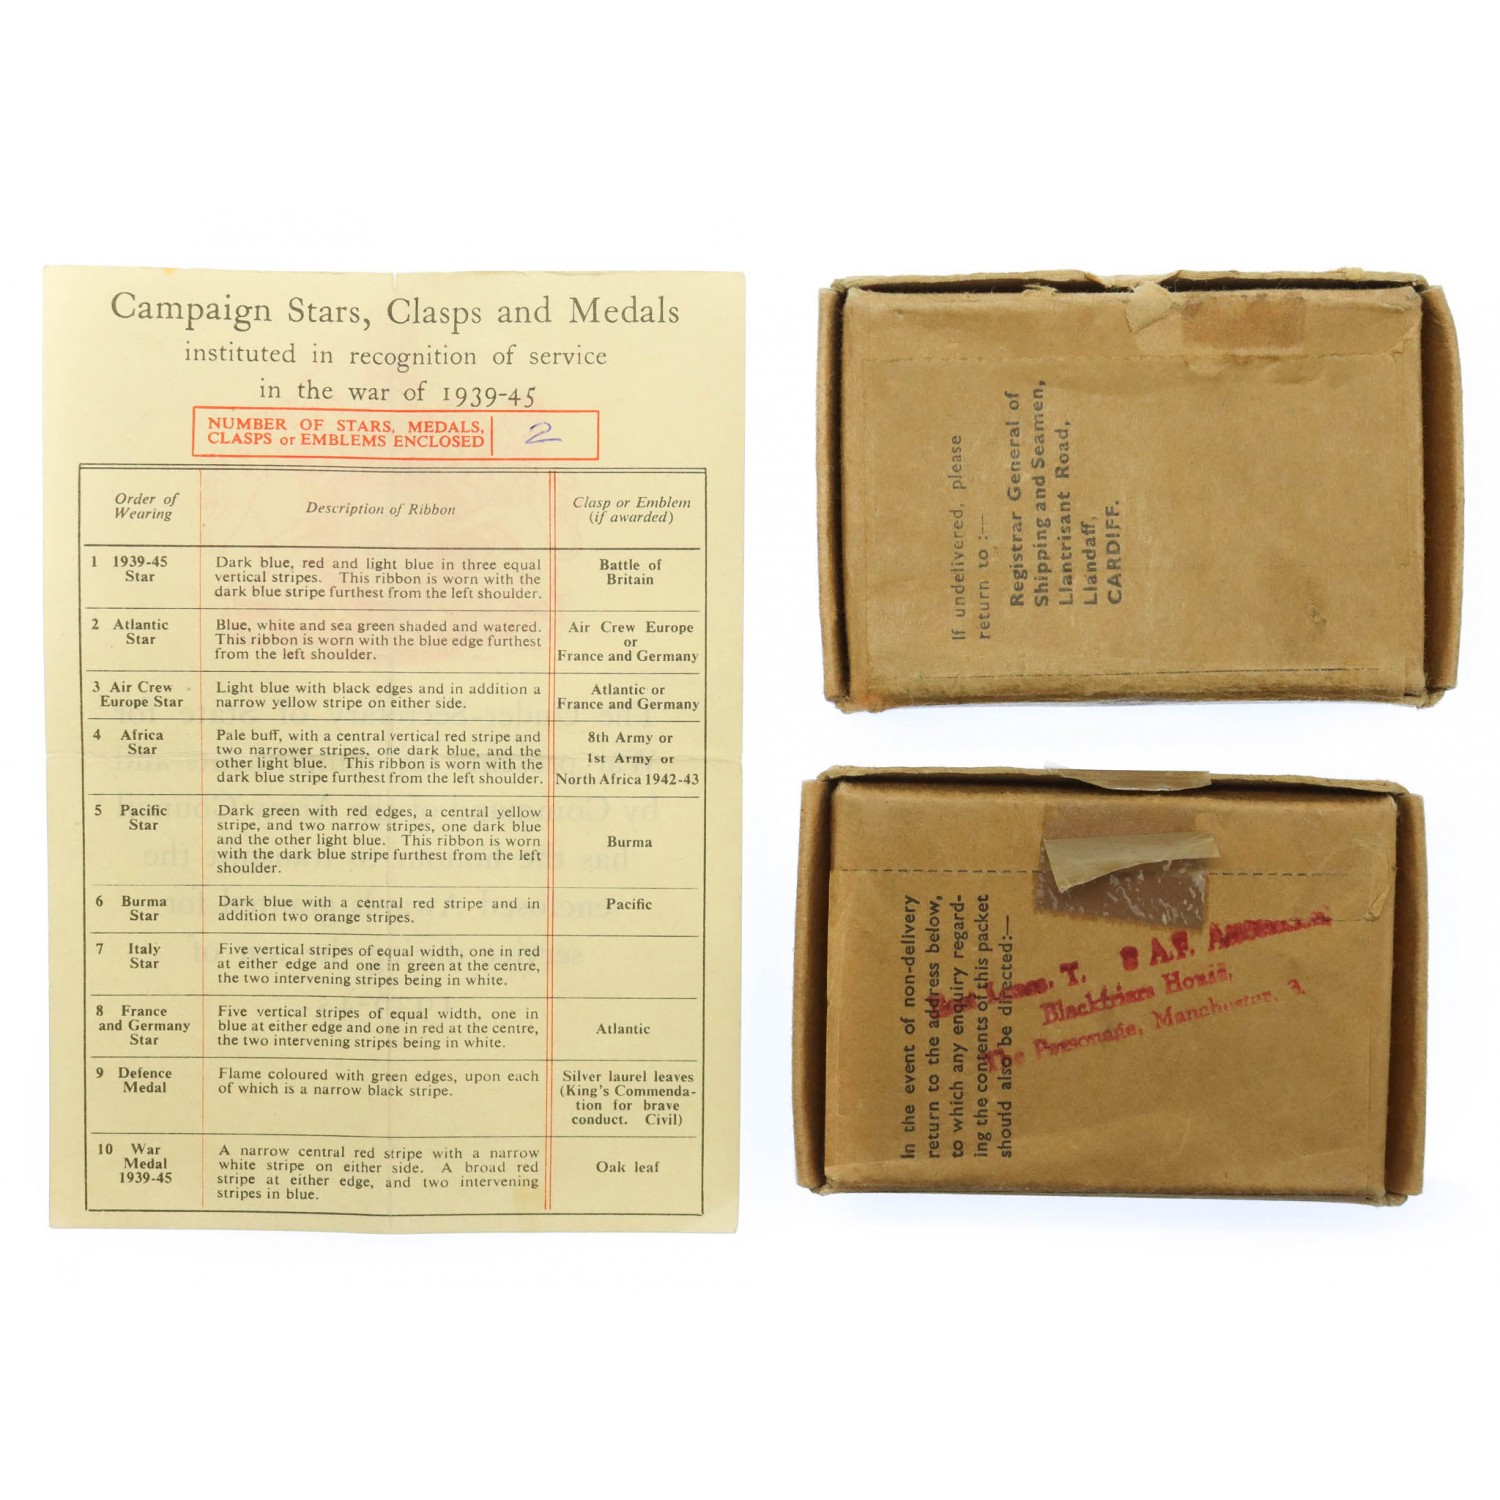 Campaign Stars, Clasps and Medals
instituted in recognition of service
in the war of 1939-45
NUMBER OF STARS, MEDALS,
CLASPS or EMBLEMS ENCLOSED 2
Order of
Wearing
Description of Ribbon
Clasp or Emblem
(if awarded)
1 1939-45
Star
Dark blue, red and light blue in three equal
vertical stripes. This ribbon is worn with the
dark blue stripe furthest from the left shoulder.
Battle of
Britain
2 Atlantic
Star
Blue, white and sea green shaded and watered.
This ribbon is worn with the blue edge furthest
from the left shoulder.
Air Crew Europe
or
France and Germany
3 Air Crew
Europe Star
Light blue with black edges and in addition a
narrow yellow stripe on either side.
Atlantic or
France and Germany
4 Africa
Star
Pale buff, with a central vertical red stripe and
two narrower stripes, one dark blue, and the
other light blue. This ribbon is worn with the
dark blue stripe furthest from the left shoulder.
8th Army or
1st Army or
North Africa 1942-43
5 Pacific
Star
Dark green with red edges, a central yellow
stripe, and two narrow stripes, one dark blue
and the other light blue. This ribbon is worn
with the dark blue stripe furthest from the left
shoulder.
Burma
6 Burma
Star
Dark blue with a central red stripe and in
addition two orange stripes.
Pacific
7 Italy
Star
Five vertical stripes of equal width, one in red
at either edge and one in green at the centre,
the two intervening stripes being in white.
8 France
and Germany
Star
Five vertical stripes of equal width, one in
blue at either edge and one in red at the centre,
the two intervening stripes being in white.
Atlantic
9 Defence
Medal
Flame coloured with green edges, upon each
of which is a narrow black stripe.
Silver laurel leaves
(King's Commenda-
tion for brave
conduct. Civil)
10 War
Medal
1939-45
A narrow central red stripe with a narrow
white stripe on either side. A broad red
stripe at either edge, and two intervening
stripes in blue.
Oak leaf
If undelivered, please
return to :—
Registrar General of
Shipping and Seamen,
Llantrisant Road,
Llandaff,
CARDIFF.
In the event of non-delivery
return to the address below,
to which any enquiry regard-
ing the contents of this packet
should also be directed:—
T. 8 A.F.
Blackfriars House,
The Parsonage, Manchester. 3.